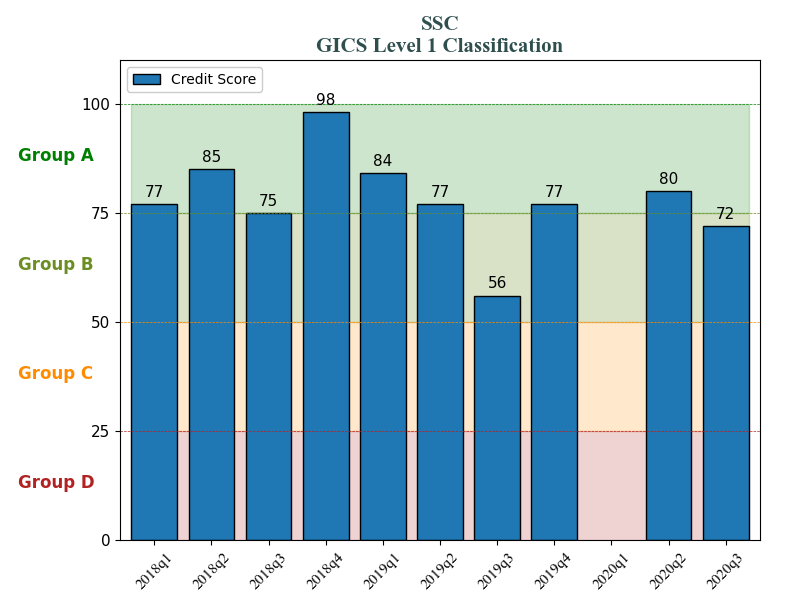 SSC
GICS Level 1 Classification
Credit Score
100
75
50
25
0
Group A
Group B
Group C
Group D
77
85
75
98
84
77
56
77
80
72
2018q1
2018q2
2018q3
2018q4
2019q1
2019q2
2019q3
2019q4
2020q1
2020q2
2020q3